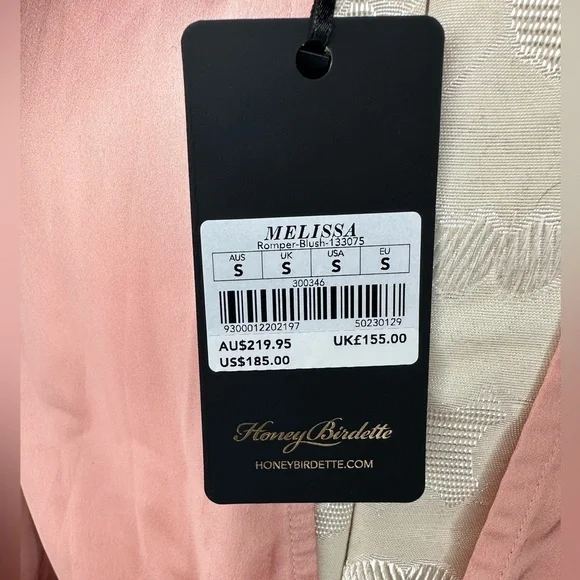 MELISSA
Romper-Blush-133075
AUS UK USA EU
S S S S
300346
9300012202197 50230129
AU$219.95 UK£155.00
US$185.00
Honey Birdette
HONEYBIRDETTE.COM